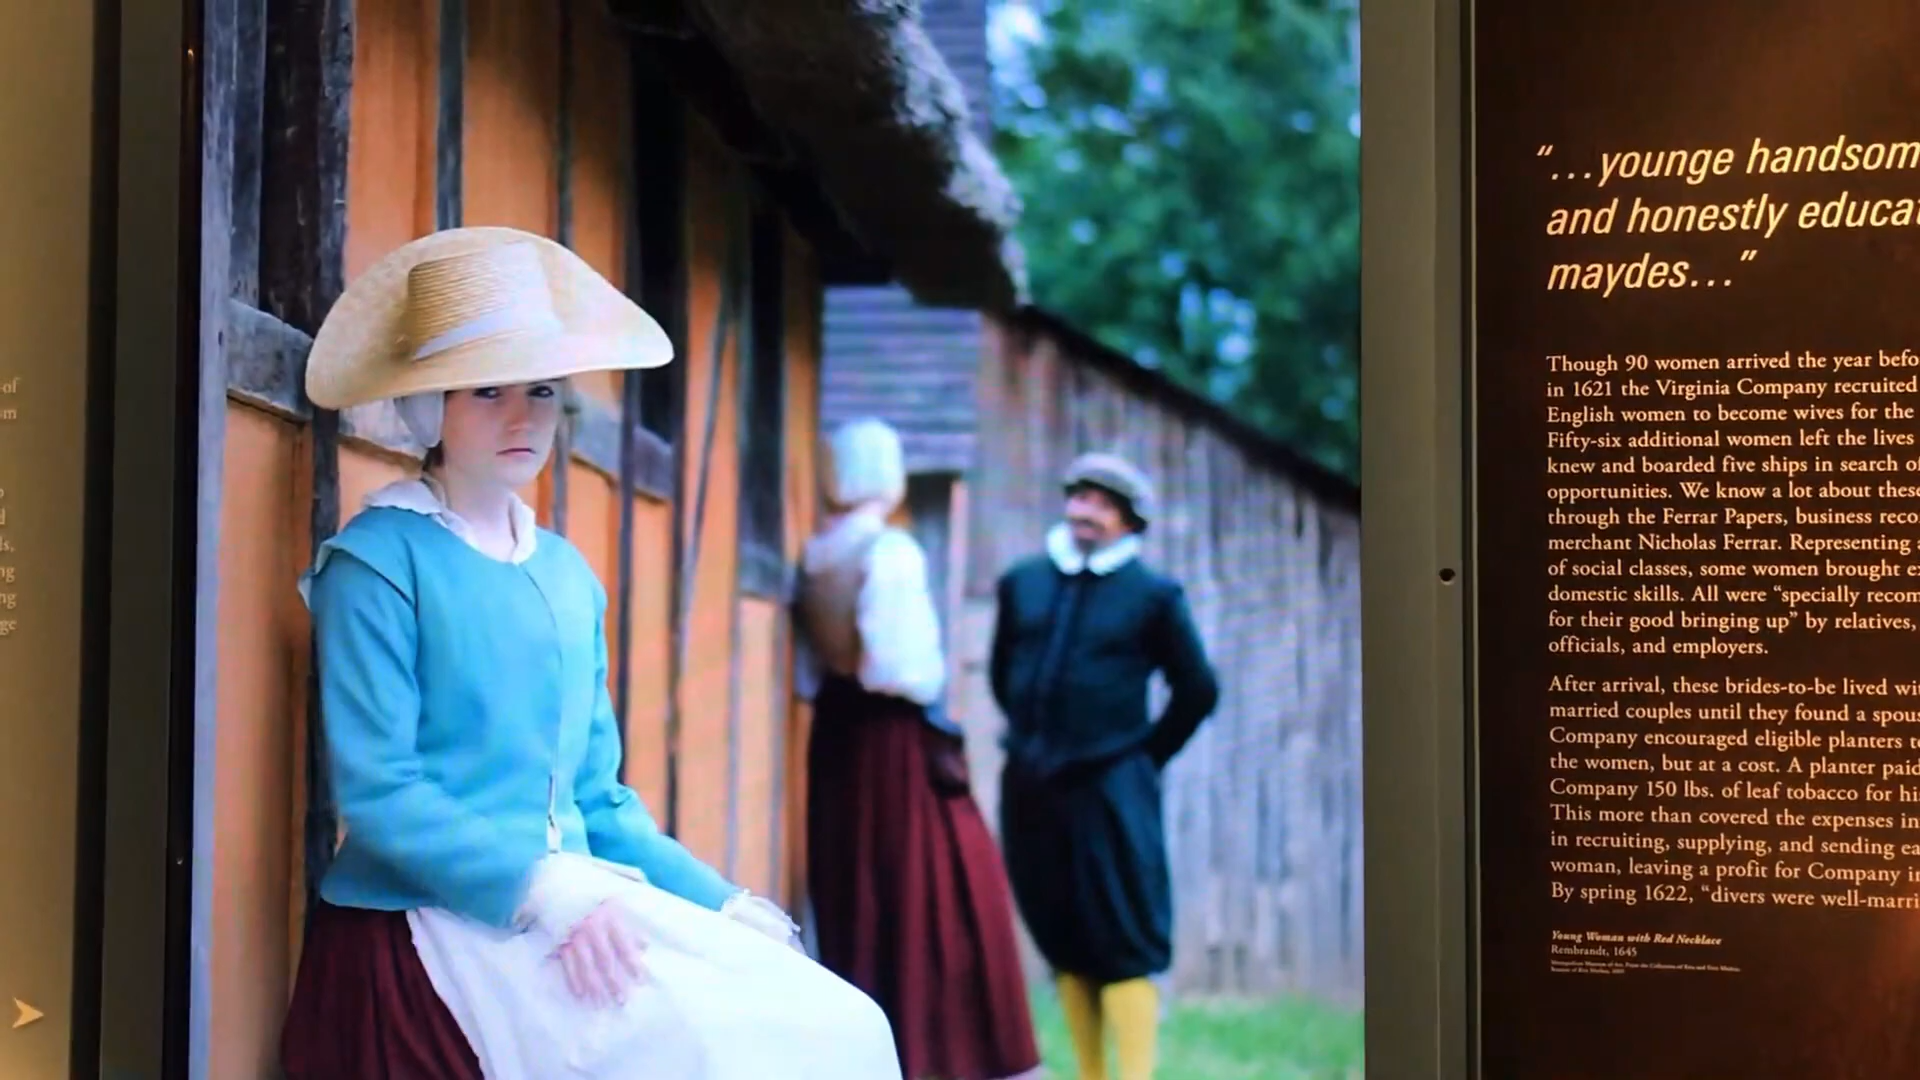 of
"...younge handsom
and honestly educa
maydes..."
Though 90 women arrived the year befo
in 1621 the Virginia Company recruited
English women to become wives for the
Fifty-six additional women left the lives
knew and boarded five ships in search of
opportunities. We know a lot about these
through the Ferrar Papers, business reco
merchant Nicholas Ferrar. Representing a
of social classes, some women brought ex
domestic skills. All were "specially recom
for their good bringing up" by relatives,
officials, and employers.
After arrival, these brides-to-be lived wi
married couples until they found a spous
Company encouraged eligible planters to
the women, but at a cost. A planter paid
Company 150 lbs. of leaf tobacco for hi
This more than covered the expenses in
in recruiting, supplying, and sending ea
woman, leaving a profit for Company in
By spring 1622, "divers were well-marri
Young Woman with Red Necklace
Rembrandt, 1645